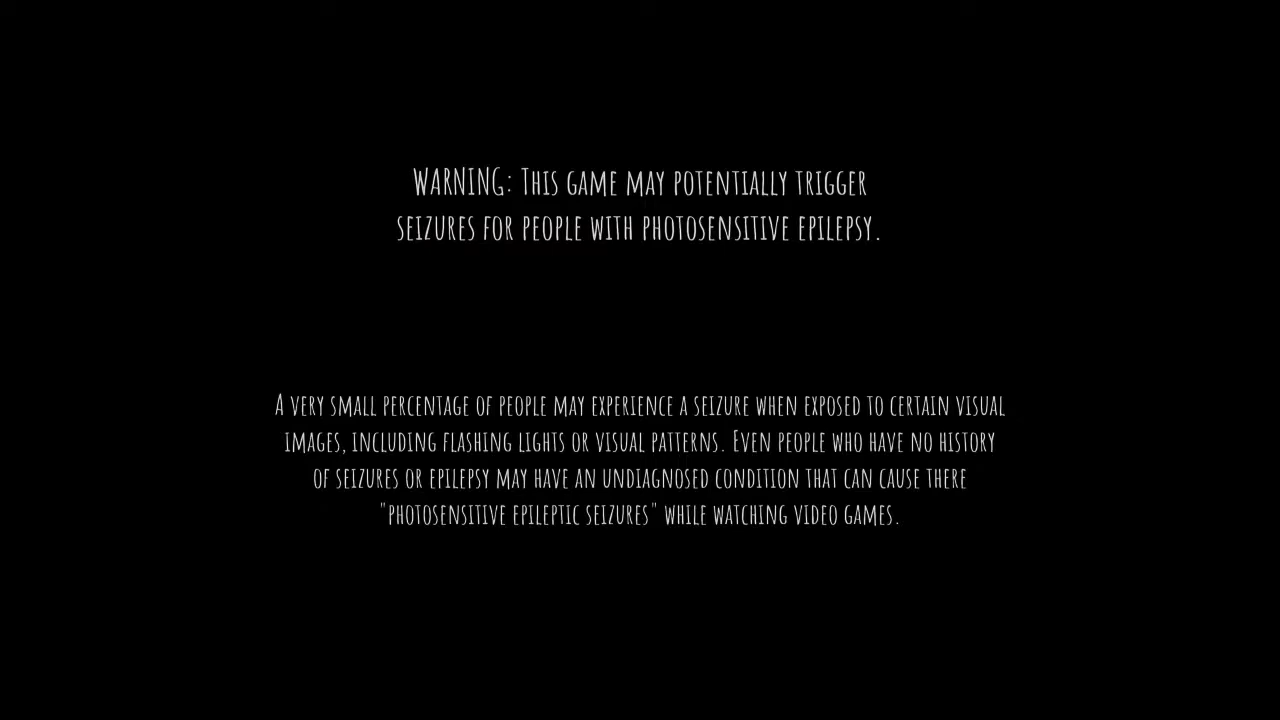 WARNING: This game may potentially trigger
seizures for people with photosensitive epilepsy.
A very small percentage of people may experience a seizure when exposed to certain visual
images, including flashing lights or visual patterns. Even people who have no history
of seizures or epilepsy may have an undiagnosed condition that can cause there
"photosensitive epileptic seizures" while watching video games.